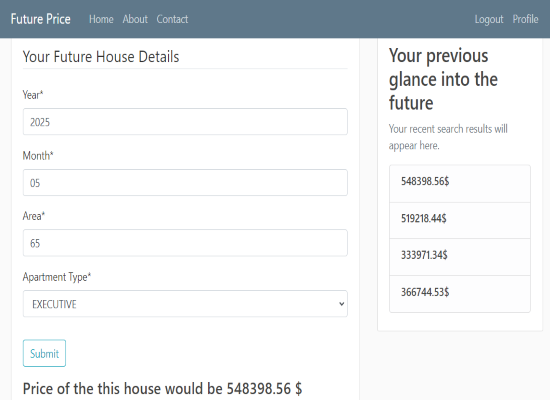 Future Price Home About Contact Logout Profile
Your Future House Details
Year*
2025
Month*
05
Area*
65
Apartment Type*
EXECUTIVE
Submit
Price of the this house would be 548398.56 $
Your previous
glance into the
future
Your recent search results will
appear here.
548398.56$
519218.44$
333971.34$
366744.53$